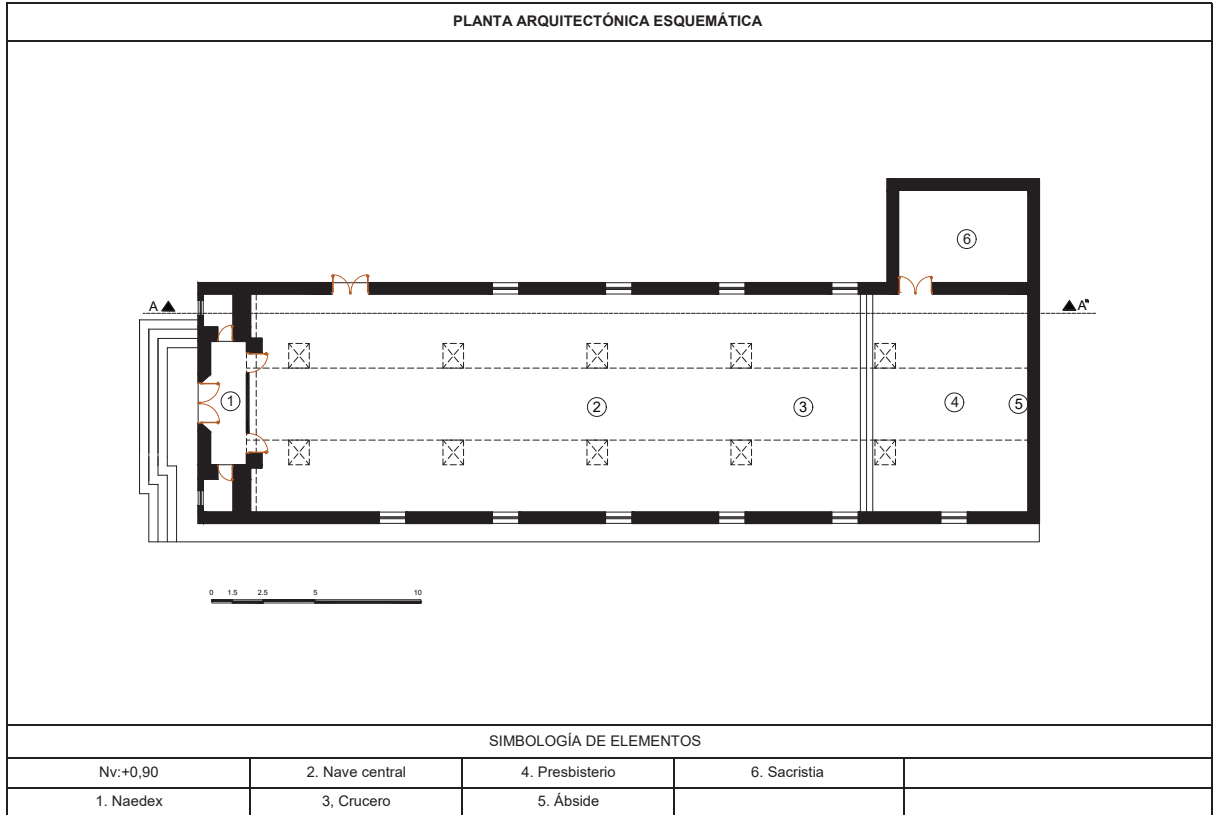 PLANTA ARQUITECTÓNICA ESQUEMÁTICA
6
A A"
1 2 3 4 5
0 1.5 2.5 5 10
SIMBOLOGÍA DE ELEMENTOS
Nv:+0,90 2. Nave central 4. Presbisterio 6. Sacristia
1. Naedex 3, Crucero 5. Ábside